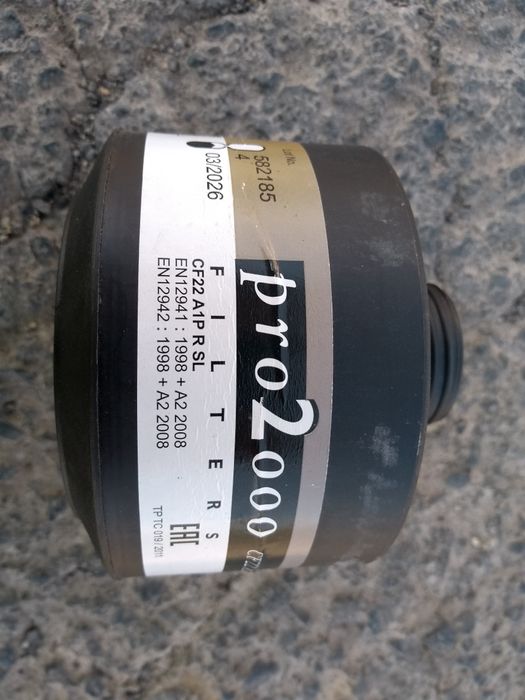 Lot No.
582185
4
03/2026
pro2000
FILTERS
CF22 A1P R SL
EN12941 : 1998 + A2 2008
EN12942 : 1998 + A2 2008
EAC
TP TC 019/2011